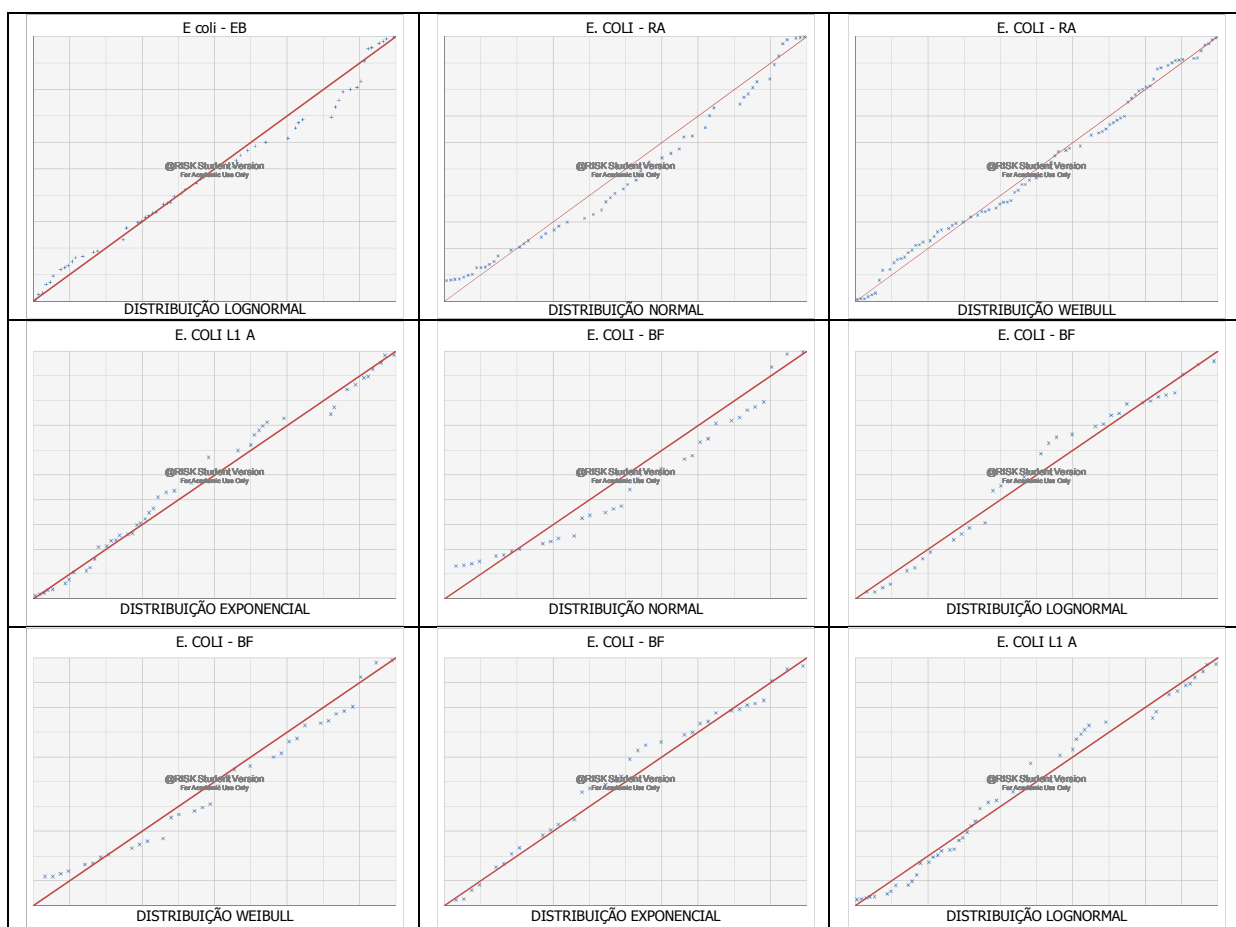 E coli - EB
@RISK Student Version
For Academic Use Only
DISTRIBUIÇÃO LOGNORMAL
E. COLI - RA
@RISK Student Version
For Academic Use Only
DISTRIBUIÇÃO NORMAL
E. COLI - RA
@RISK Student Version
For Academic Use Only
DISTRIBUIÇÃO WEIBULL
E. COLI L1 A
@RISK Student Version
For Academic Use Only
DISTRIBUIÇÃO EXPONENCIAL
E. COLI - BF
@RISK Student Version
For Academic Use Only
DISTRIBUIÇÃO NORMAL
E. COLI - BF
@RISK Student Version
For Academic Use Only
DISTRIBUIÇÃO LOGNORMAL
E. COLI - BF
@RISK Student Version
For Academic Use Only
DISTRIBUIÇÃO WEIBULL
E. COLI - BF
@RISK Student Version
For Academic Use Only
DISTRIBUIÇÃO EXPONENCIAL
E. COLI L1 A
@RISK Student Version
For Academic Use Only
DISTRIBUIÇÃO LOGNORMAL